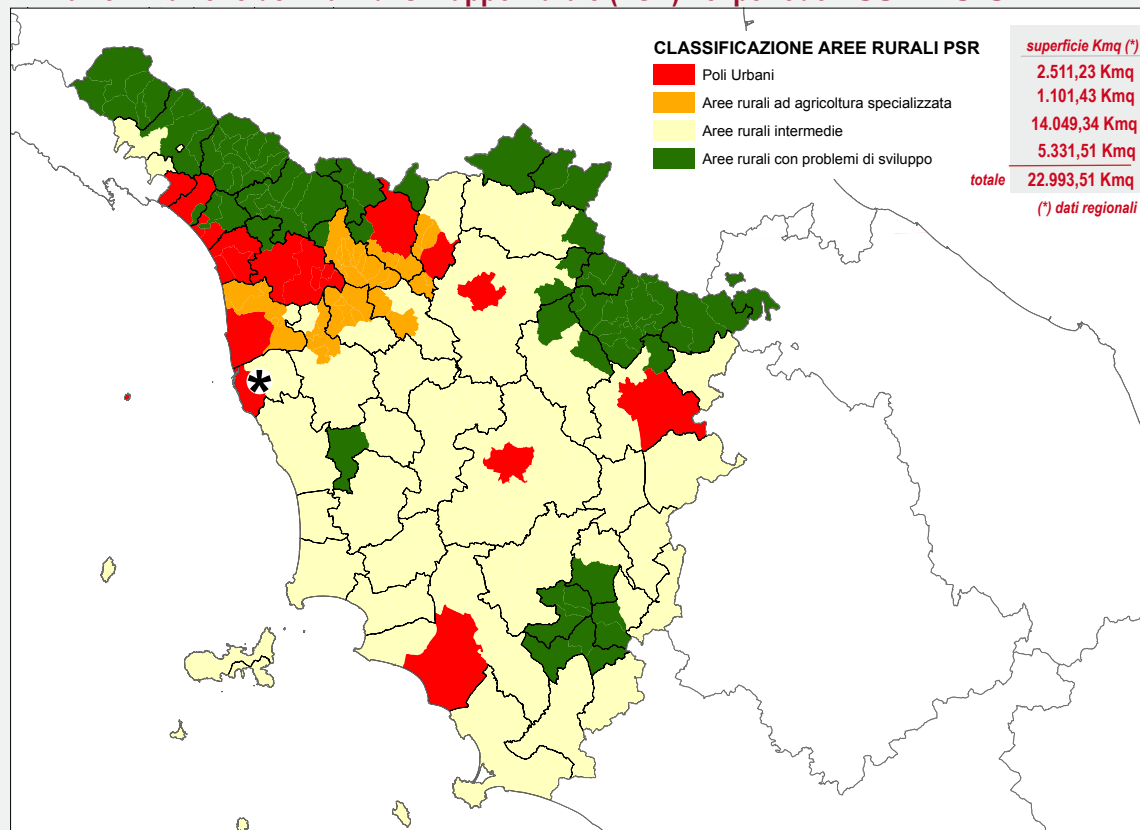 CLASSIFICAZIONE AREE RURALI PSR
superficie Kmq (*)
Poli Urbani
2.511,23 Kmq
Aree rurali ad agricoltura specializzata
1.101,43 Kmq
Aree rurali intermedie
14.049,34 Kmq
Aree rurali con problemi di sviluppo
5.331,51 Kmq
totale 22.993,51 Kmq
(*) dati regionali
*